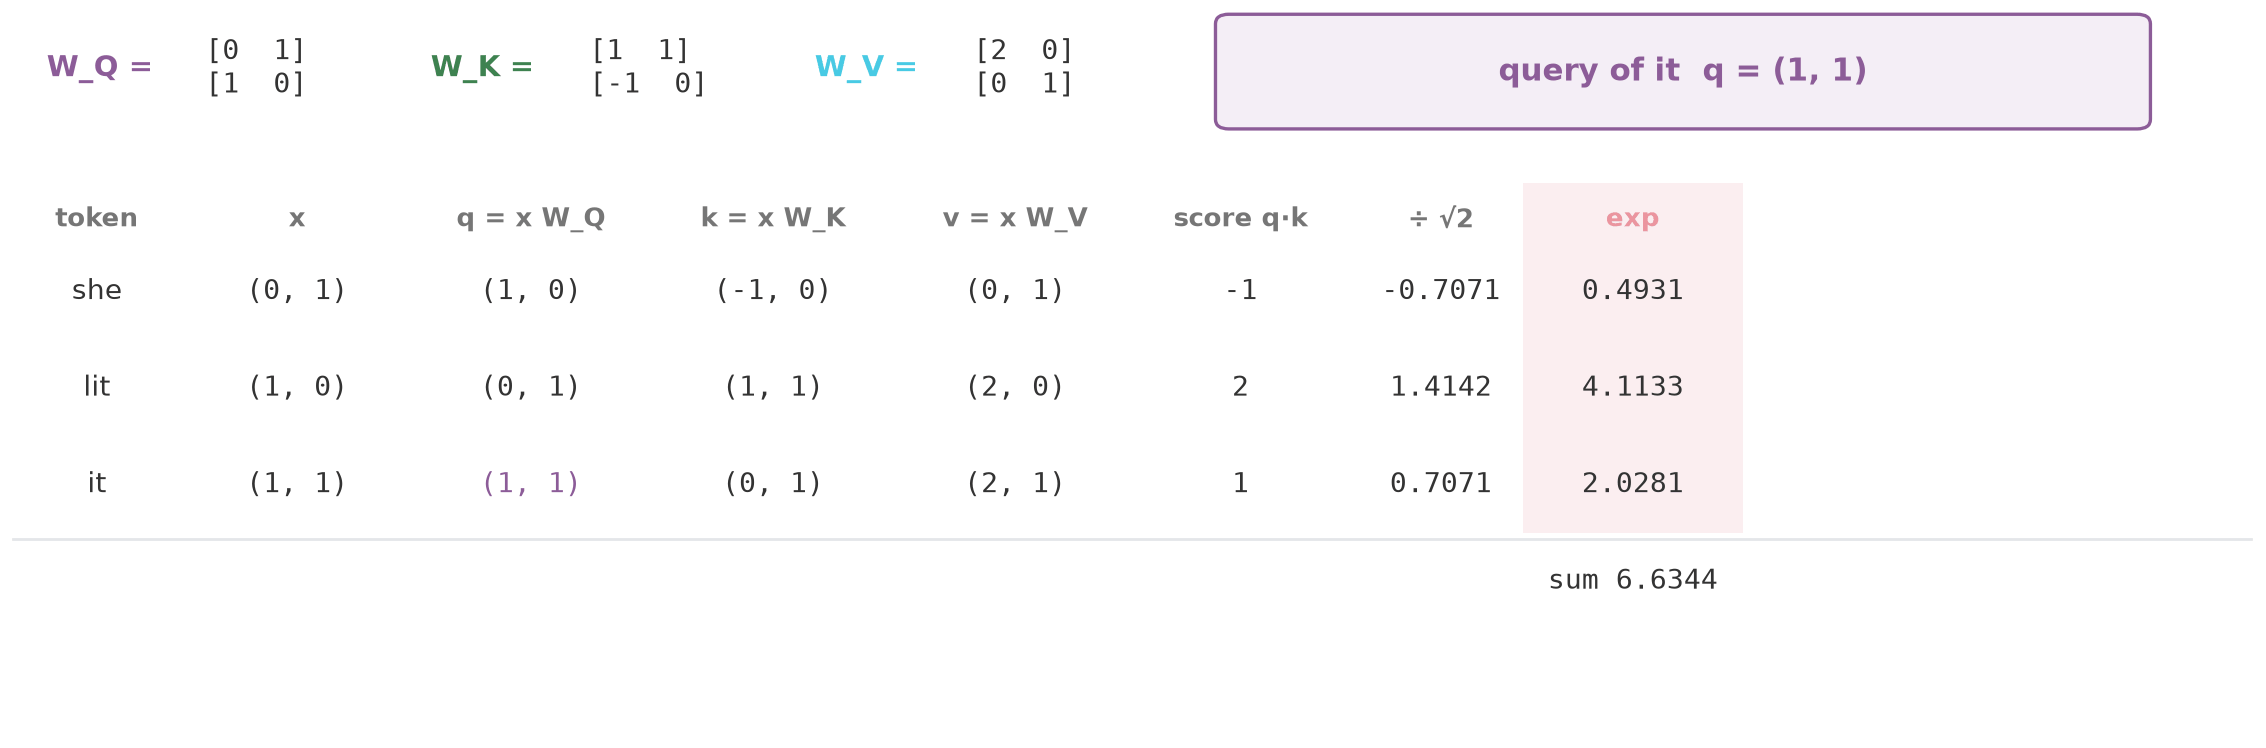 W_Q = [0  1]
[1  0]
W_K = [1  1]
[-1  0]
W_V = [2  0]
[0  1]
query of it  q = (1, 1)
token x q = x W_Q k = x W_K v = x W_V score q·k ÷ √2 exp
she (0, 1) (1, 0) (-1, 0) (0, 1) -1 -0.7071 0.4931
lit (1, 0) (0, 1) (1, 1) (2, 0) 2 1.4142 4.1133
it (1, 1) (1, 1) (0, 1) (2, 1) 1 0.7071 2.0281
sum 6.6344